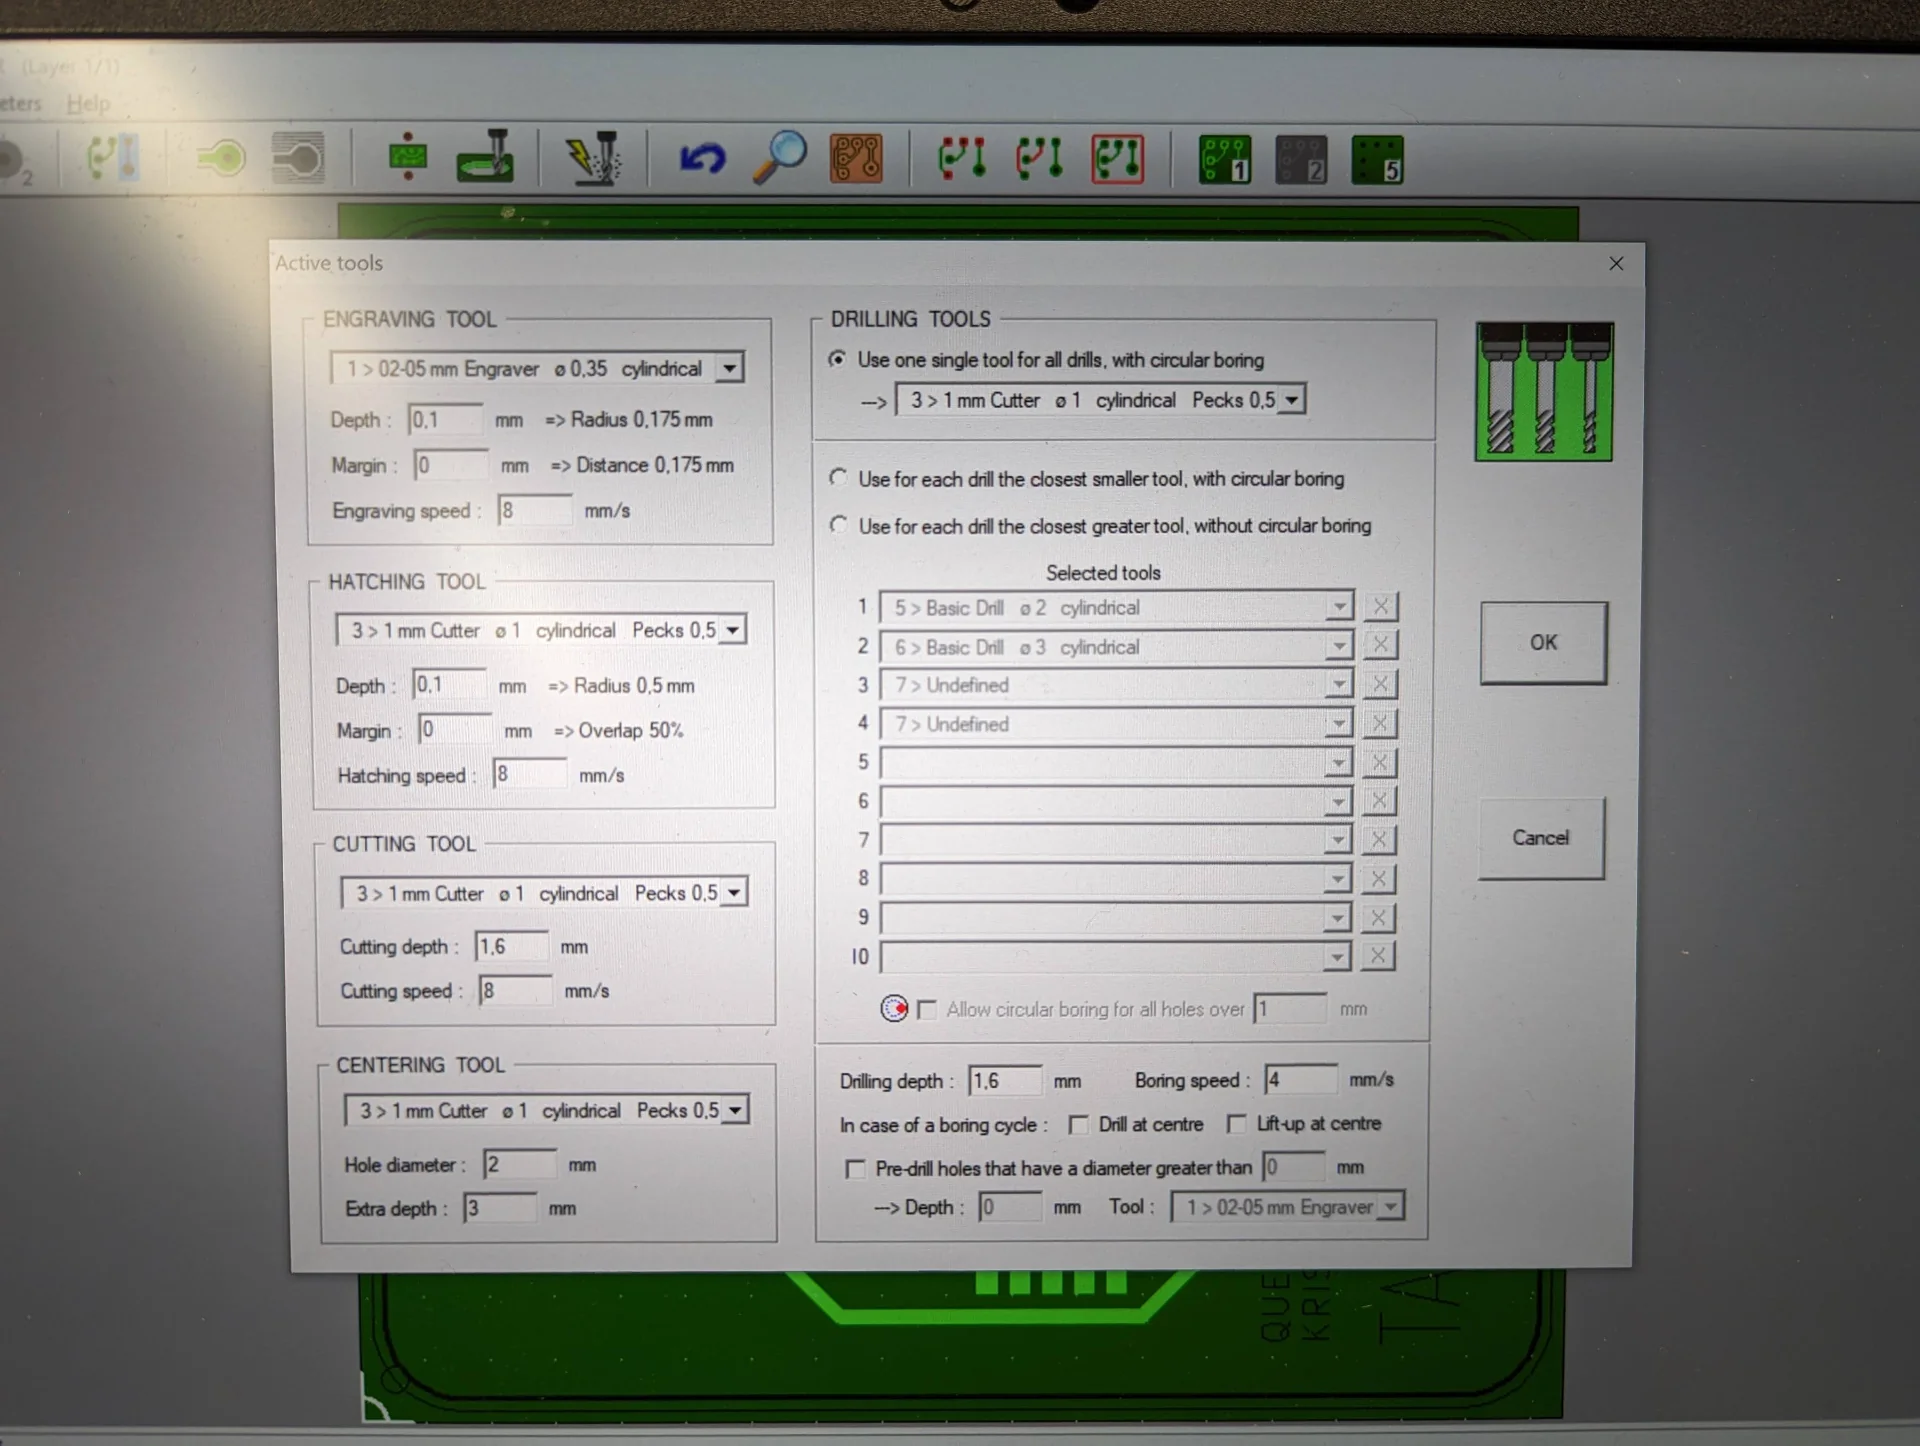 (Layer 1/1)
eters Help
2
1
2
5
Active tools
ENGRAVING TOOL
1 > 02-05 mm Engraver ø 0,35 cylindrical
Depth : 0,1 mm => Radius 0,175 mm
Margin : 0 mm => Distance 0,175 mm
Engraving speed : 8 mm/s
HATCHING TOOL
3 > 1 mm Cutter ø 1 cylindrical Pecks 0,5
Depth : 0,1 mm => Radius 0,5 mm
Margin : 0 mm => Overlap 50%
Hatching speed : 8 mm/s
CUTTING TOOL
3 > 1 mm Cutter ø 1 cylindrical Pecks 0,5
Cutting depth : 1,6 mm
Cutting speed : 8 mm/s
CENTERING TOOL
3 > 1 mm Cutter ø 1 cylindrical Pecks 0,5
Hole diameter : 2 mm
Extra depth : 3 mm
DRILLING TOOLS
Use one single tool for all drills, with circular boring
--> 3 > 1 mm Cutter ø 1 cylindrical Pecks 0,5
Use for each drill the closest smaller tool, with circular boring
Use for each drill the closest greater tool, without circular boring
Selected tools
1 5 > Basic Drill ø 2 cylindrical X
2 6 > Basic Drill ø 3 cylindrical X
3 7 > Undefined X
4 7 > Undefined X
5 X
6 X
7 X
8 X
9 X
10 X
Allow circular boring for all holes over 1 mm
Drilling depth : 1,6 mm Boring speed : 4 mm/s
In case of a boring cycle : Drill at centre Lift-up at centre
Pre-drill holes that have a diameter greater than 0 mm
--> Depth : 0 mm Tool : 1 > 02-05 mm Engraver
OK
Cancel
QUE
KRIS
TA